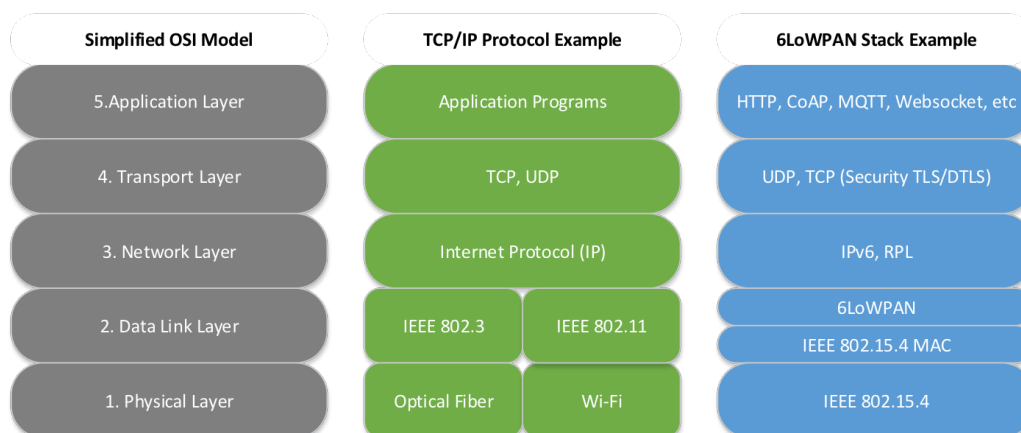 Simplified OSI Model
TCP/IP Protocol Example
6LoWPAN Stack Example
5.Application Layer
Application Programs
HTTP, CoAP, MQTT, Websocket, etc
4. Transport Layer
TCP, UDP
UDP, TCP (Security TLS/DTLS)
3. Network Layer
Internet Protocol (IP)
IPv6, RPL
2. Data Link Layer
IEEE 802.3
IEEE 802.11
6LoWPAN
IEEE 802.15.4 MAC
1. Physical Layer
Optical Fiber
Wi-Fi
IEEE 802.15.4